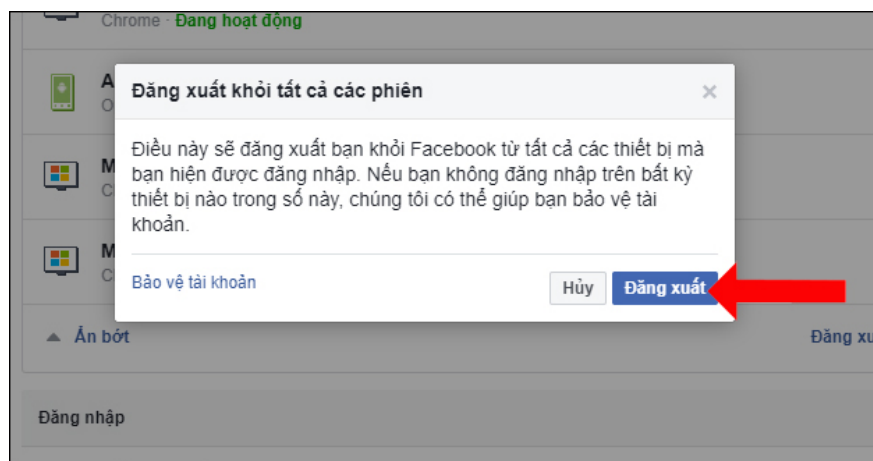 Chrome · Đang hoạt động
Đăng xuất khỏi tất cả các phiên
Điều này sẽ đăng xuất bạn khỏi Facebook từ tất cả các thiết bị mà
bạn hiện được đăng nhập. Nếu bạn không đăng nhập trên bất kỳ
thiết bị nào trong số này, chúng tôi có thể giúp bạn bảo vệ tài
khoản.
Bảo vệ tài khoản
Hủy
Đăng xuất
Ẩn bớt
Đăng
Đăng nhập